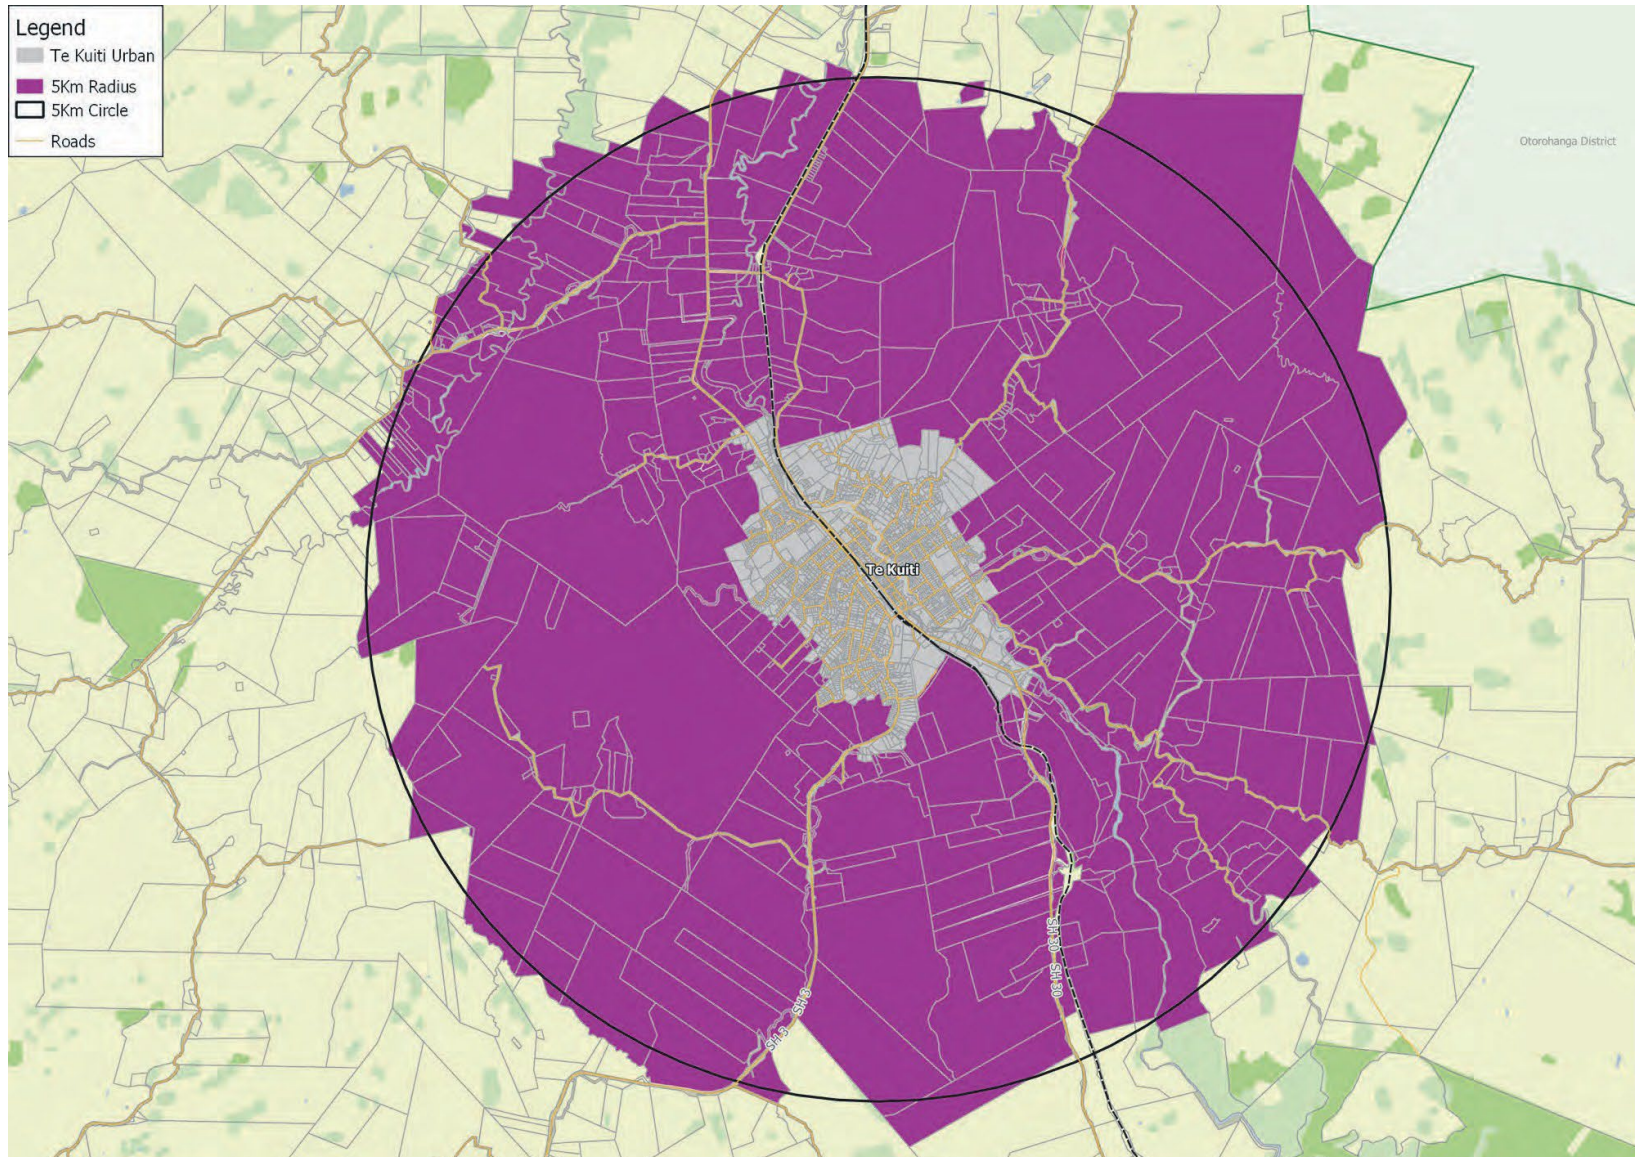 Legend
Te Kuiti Urban
5Km Radius
5Km Circle
Roads
Otorohanga District
Te Kuiti
SH 30 SH 30
SH 3 SH 3